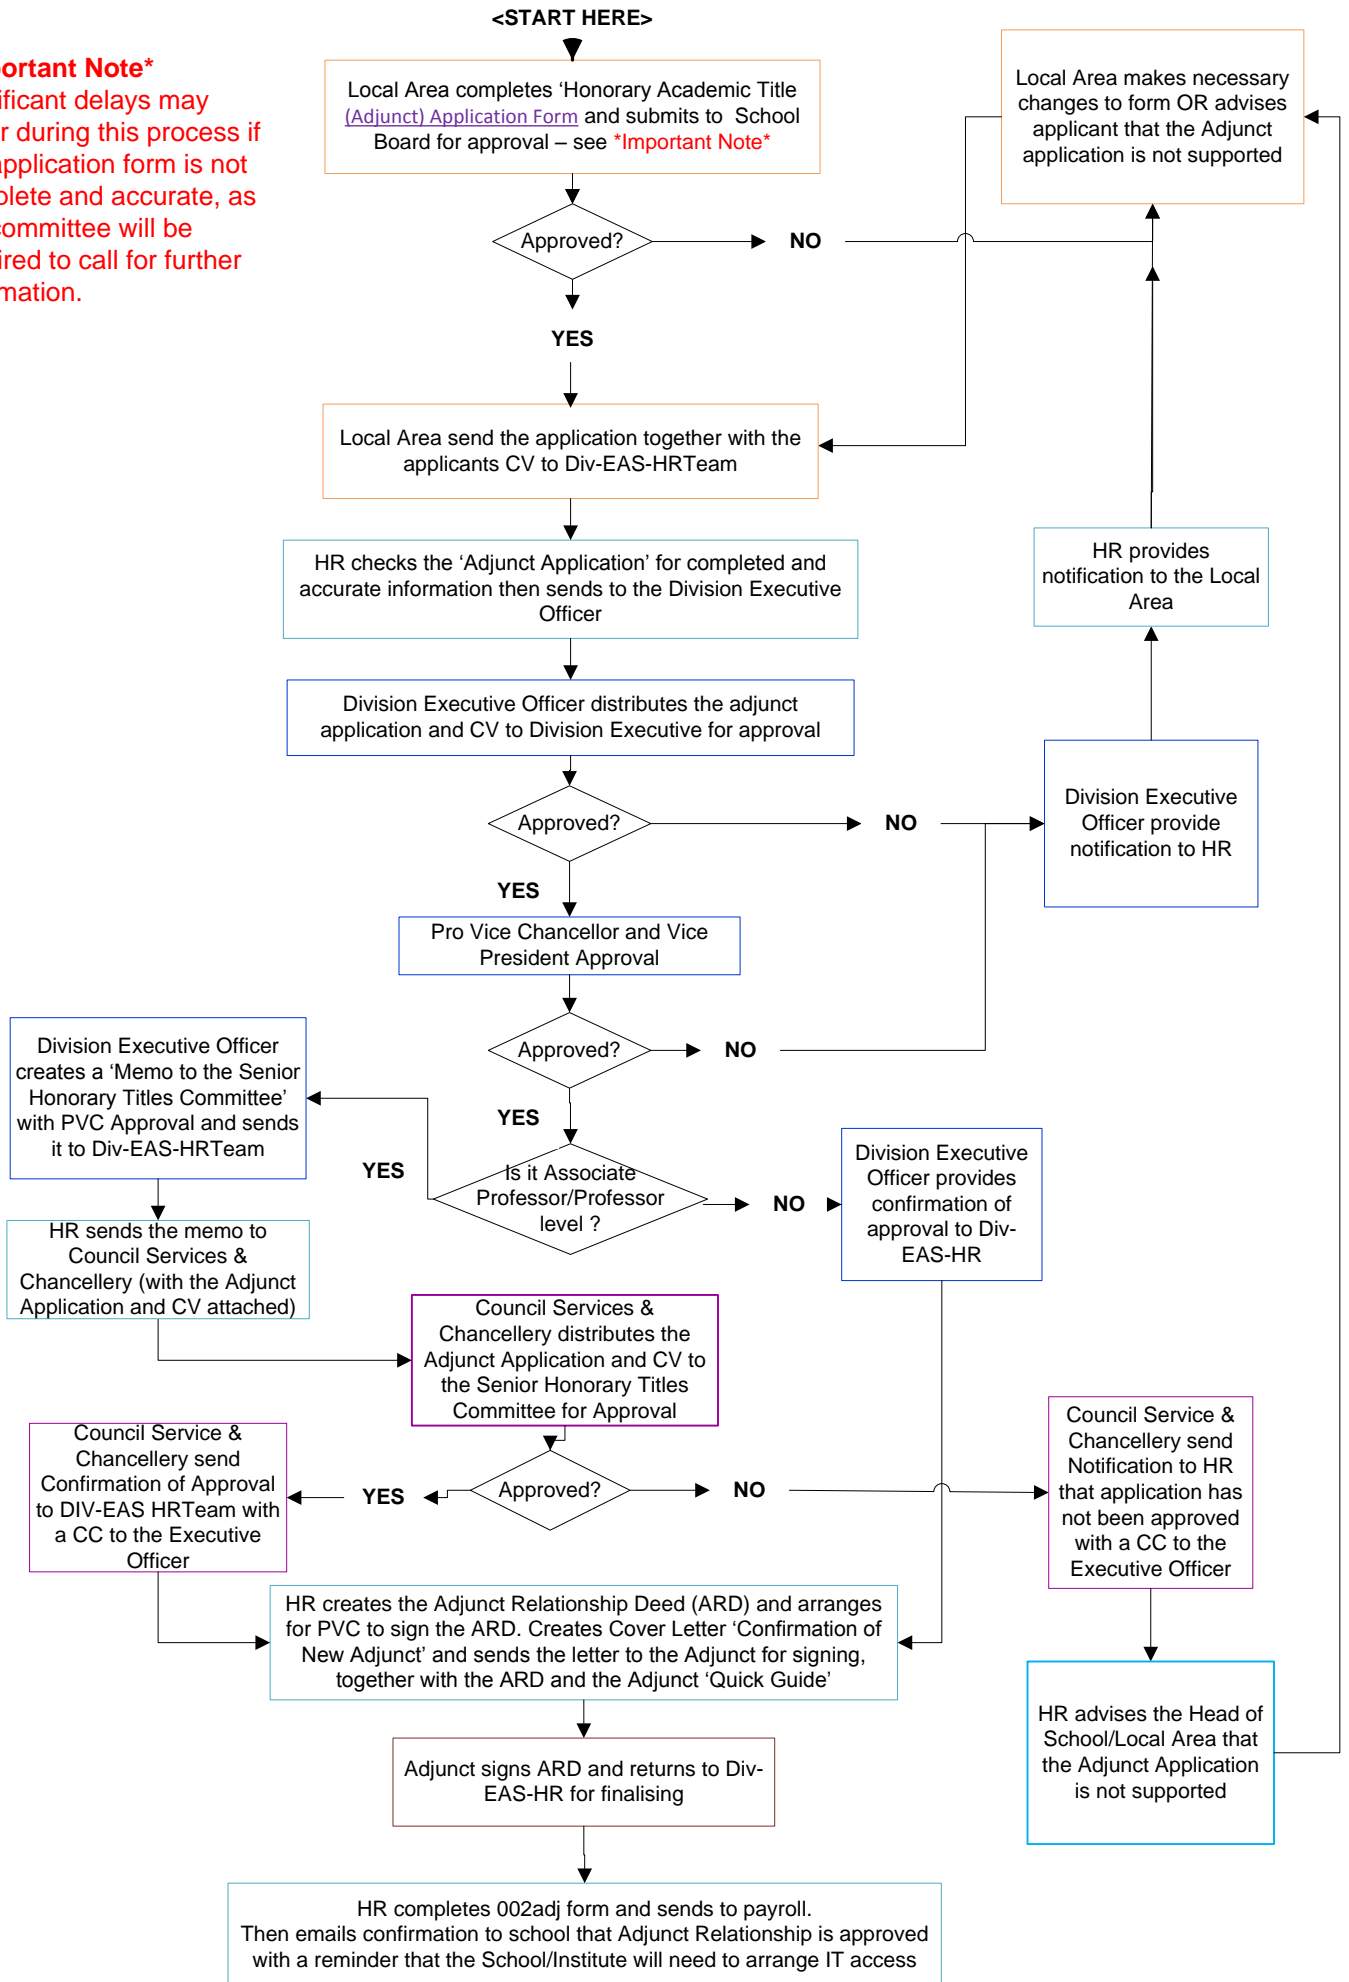 <START HERE>
Local Area completes ‘Honorary Academic Title
(Adjunct) Application Form and submits to School
Board for approval – see *Important Note*
Local Area makes necessary
changes to form OR advises
applicant that the Adjunct
application is not supported
Note*
delays may
during this process if
application form is not
and accurate, as
committee will be
to call for further
Approved?
NO
YES
Local Area send the application together with the
applicants CV to Div-EAS-HRTeam
HR checks the ‘Adjunct Application’ for completed and
accurate information then sends to the Division Executive
Officer
HR provides
notification to the Local
Area
Division Executive Officer distributes the adjunct
application and CV to Division Executive for approval
Approved?
NO
Division Executive
Officer provide
notification to HR
YES
Pro Vice Chancellor and Vice
President Approval
Approved?
NO
YES
Division Executive Officer
creates a ‘Memo to the Senior
Honorary Titles Committee’
with PVC Approval and sends
it to Div-EAS-HRTeam
YES
Is it Associate
Professor/Professor
level ?
NO
Division Executive
Officer provides
confirmation of
approval to Div-
EAS-HR
HR sends the memo to
Council Services &
Chancellery (with the Adjunct
Application and CV attached)
Council Services &
Chancellery distributes the
Adjunct Application and CV to
the Senior Honorary Titles
Committee for Approval
Council Service &
Chancellery send
Confirmation of Approval
to DIV-EAS HRTeam with
a CC to the Executive
Officer
YES
Approved?
NO
Council Service &
Chancellery send
Notification to HR
that application has
not been approved
with a CC to the
Executive Officer
HR creates the Adjunct Relationship Deed (ARD) and arranges
for PVC to sign the ARD. Creates Cover Letter ‘Confirmation of
New Adjunct’ and sends the letter to the Adjunct for signing,
together with the ARD and the Adjunct ‘Quick Guide’
HR advises the Head of
School/Local Area that
the Adjunct Application
is not supported
Adjunct signs ARD and returns to Div-
EAS-HR for finalising
HR completes 002adj form and sends to payroll.
Then emails confirmation to school that Adjunct Relationship is approved
with a reminder that the School/Institute will need to arrange IT access